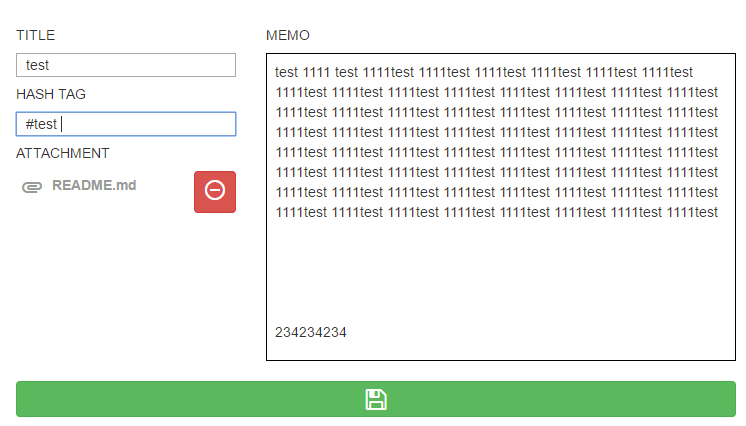 TITLE
test
HASH TAG
#test
ATTACHMENT
README.md
MEMO
test 1111 test 1111test 1111test 1111test 1111test 1111test 1111test
1111test 1111test 1111test 1111test 1111test 1111test 1111test 1111test
1111test 1111test 1111test 1111test 1111test 1111test 1111test 1111test
1111test 1111test 1111test 1111test 1111test 1111test 1111test 1111test
1111test 1111test 1111test 1111test 1111test 1111test 1111test 1111test
1111test 1111test 1111test 1111test 1111test 1111test 1111test 1111test
1111test 1111test 1111test 1111test 1111test 1111test 1111test 1111test
1111test 1111test 1111test 1111test 1111test 1111test 1111test 1111test
234234234